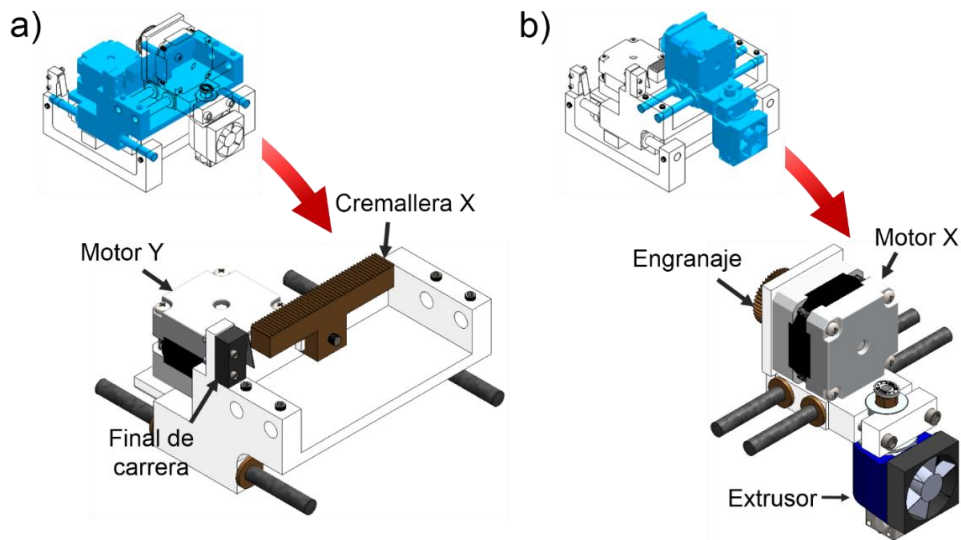 a)
b)
Cremallera X
Motor Y
Final de
carrera
Motor X
Engranaje
Extrusor